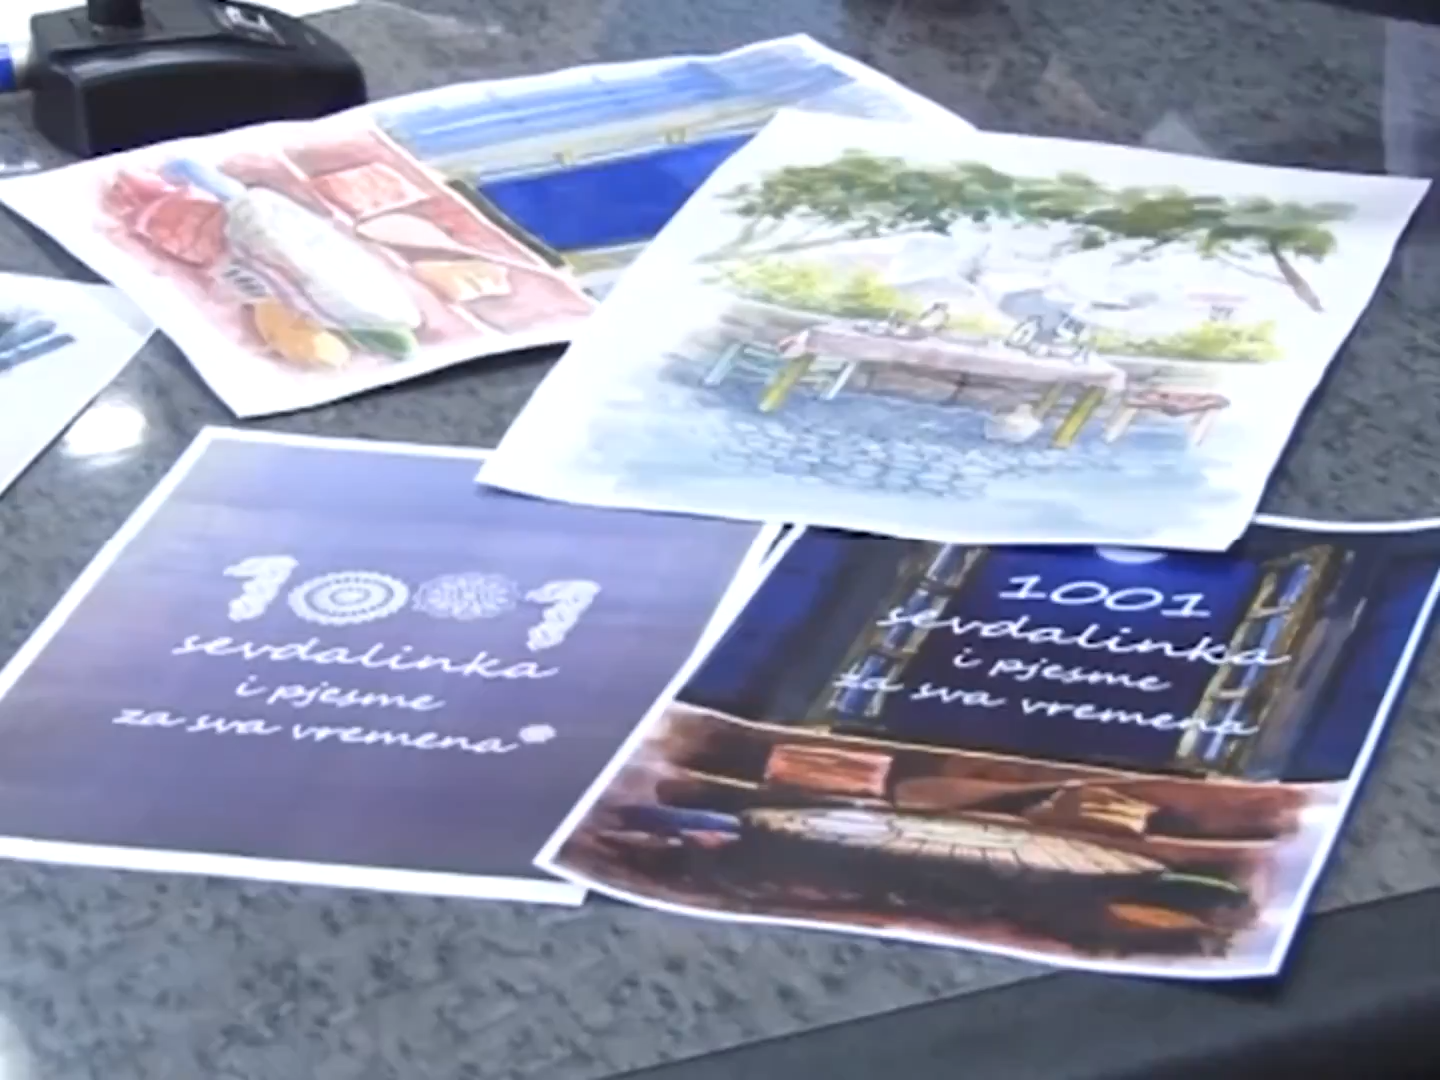 1001
sevdalinka
i pjesme
za sva vremena
1001
sevdalinka
i pjesme
za sva vremena